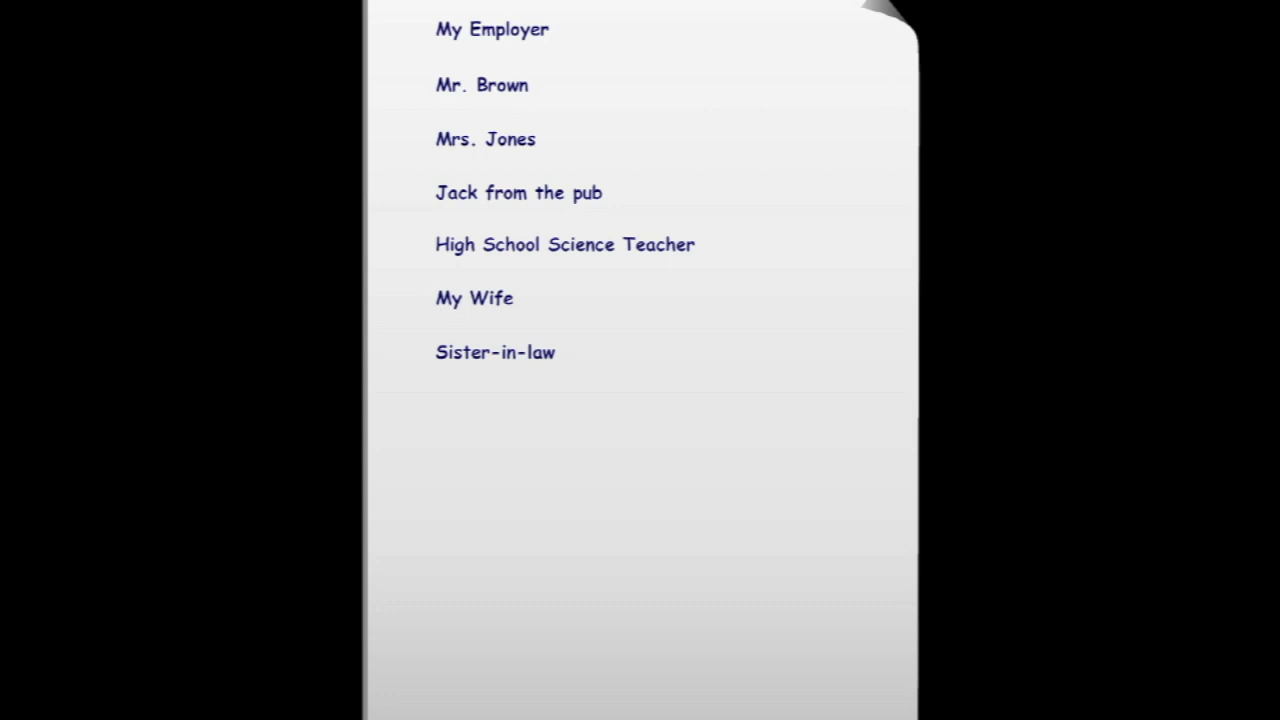 My Employer
Mr. Brown
Mrs. Jones
Jack from the pub
High School Science Teacher
My Wife
Sister-in-law